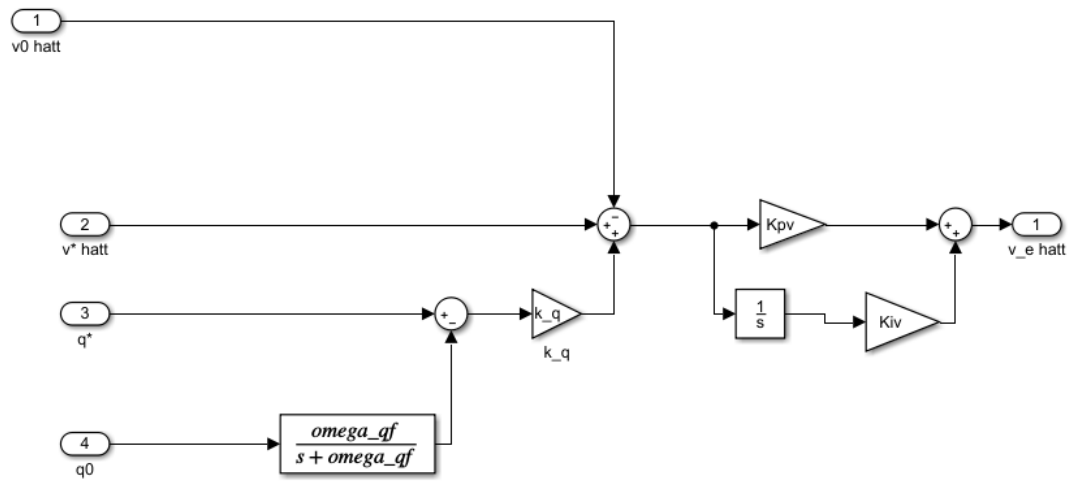 1
v0 hatt
−
2
v* hatt
+
+
Kpv
+
+
1
v_e hatt
3
q*
+
−
k_q
k_q
1
s
Kiv
4
q0
omega_qf
s + omega_qf